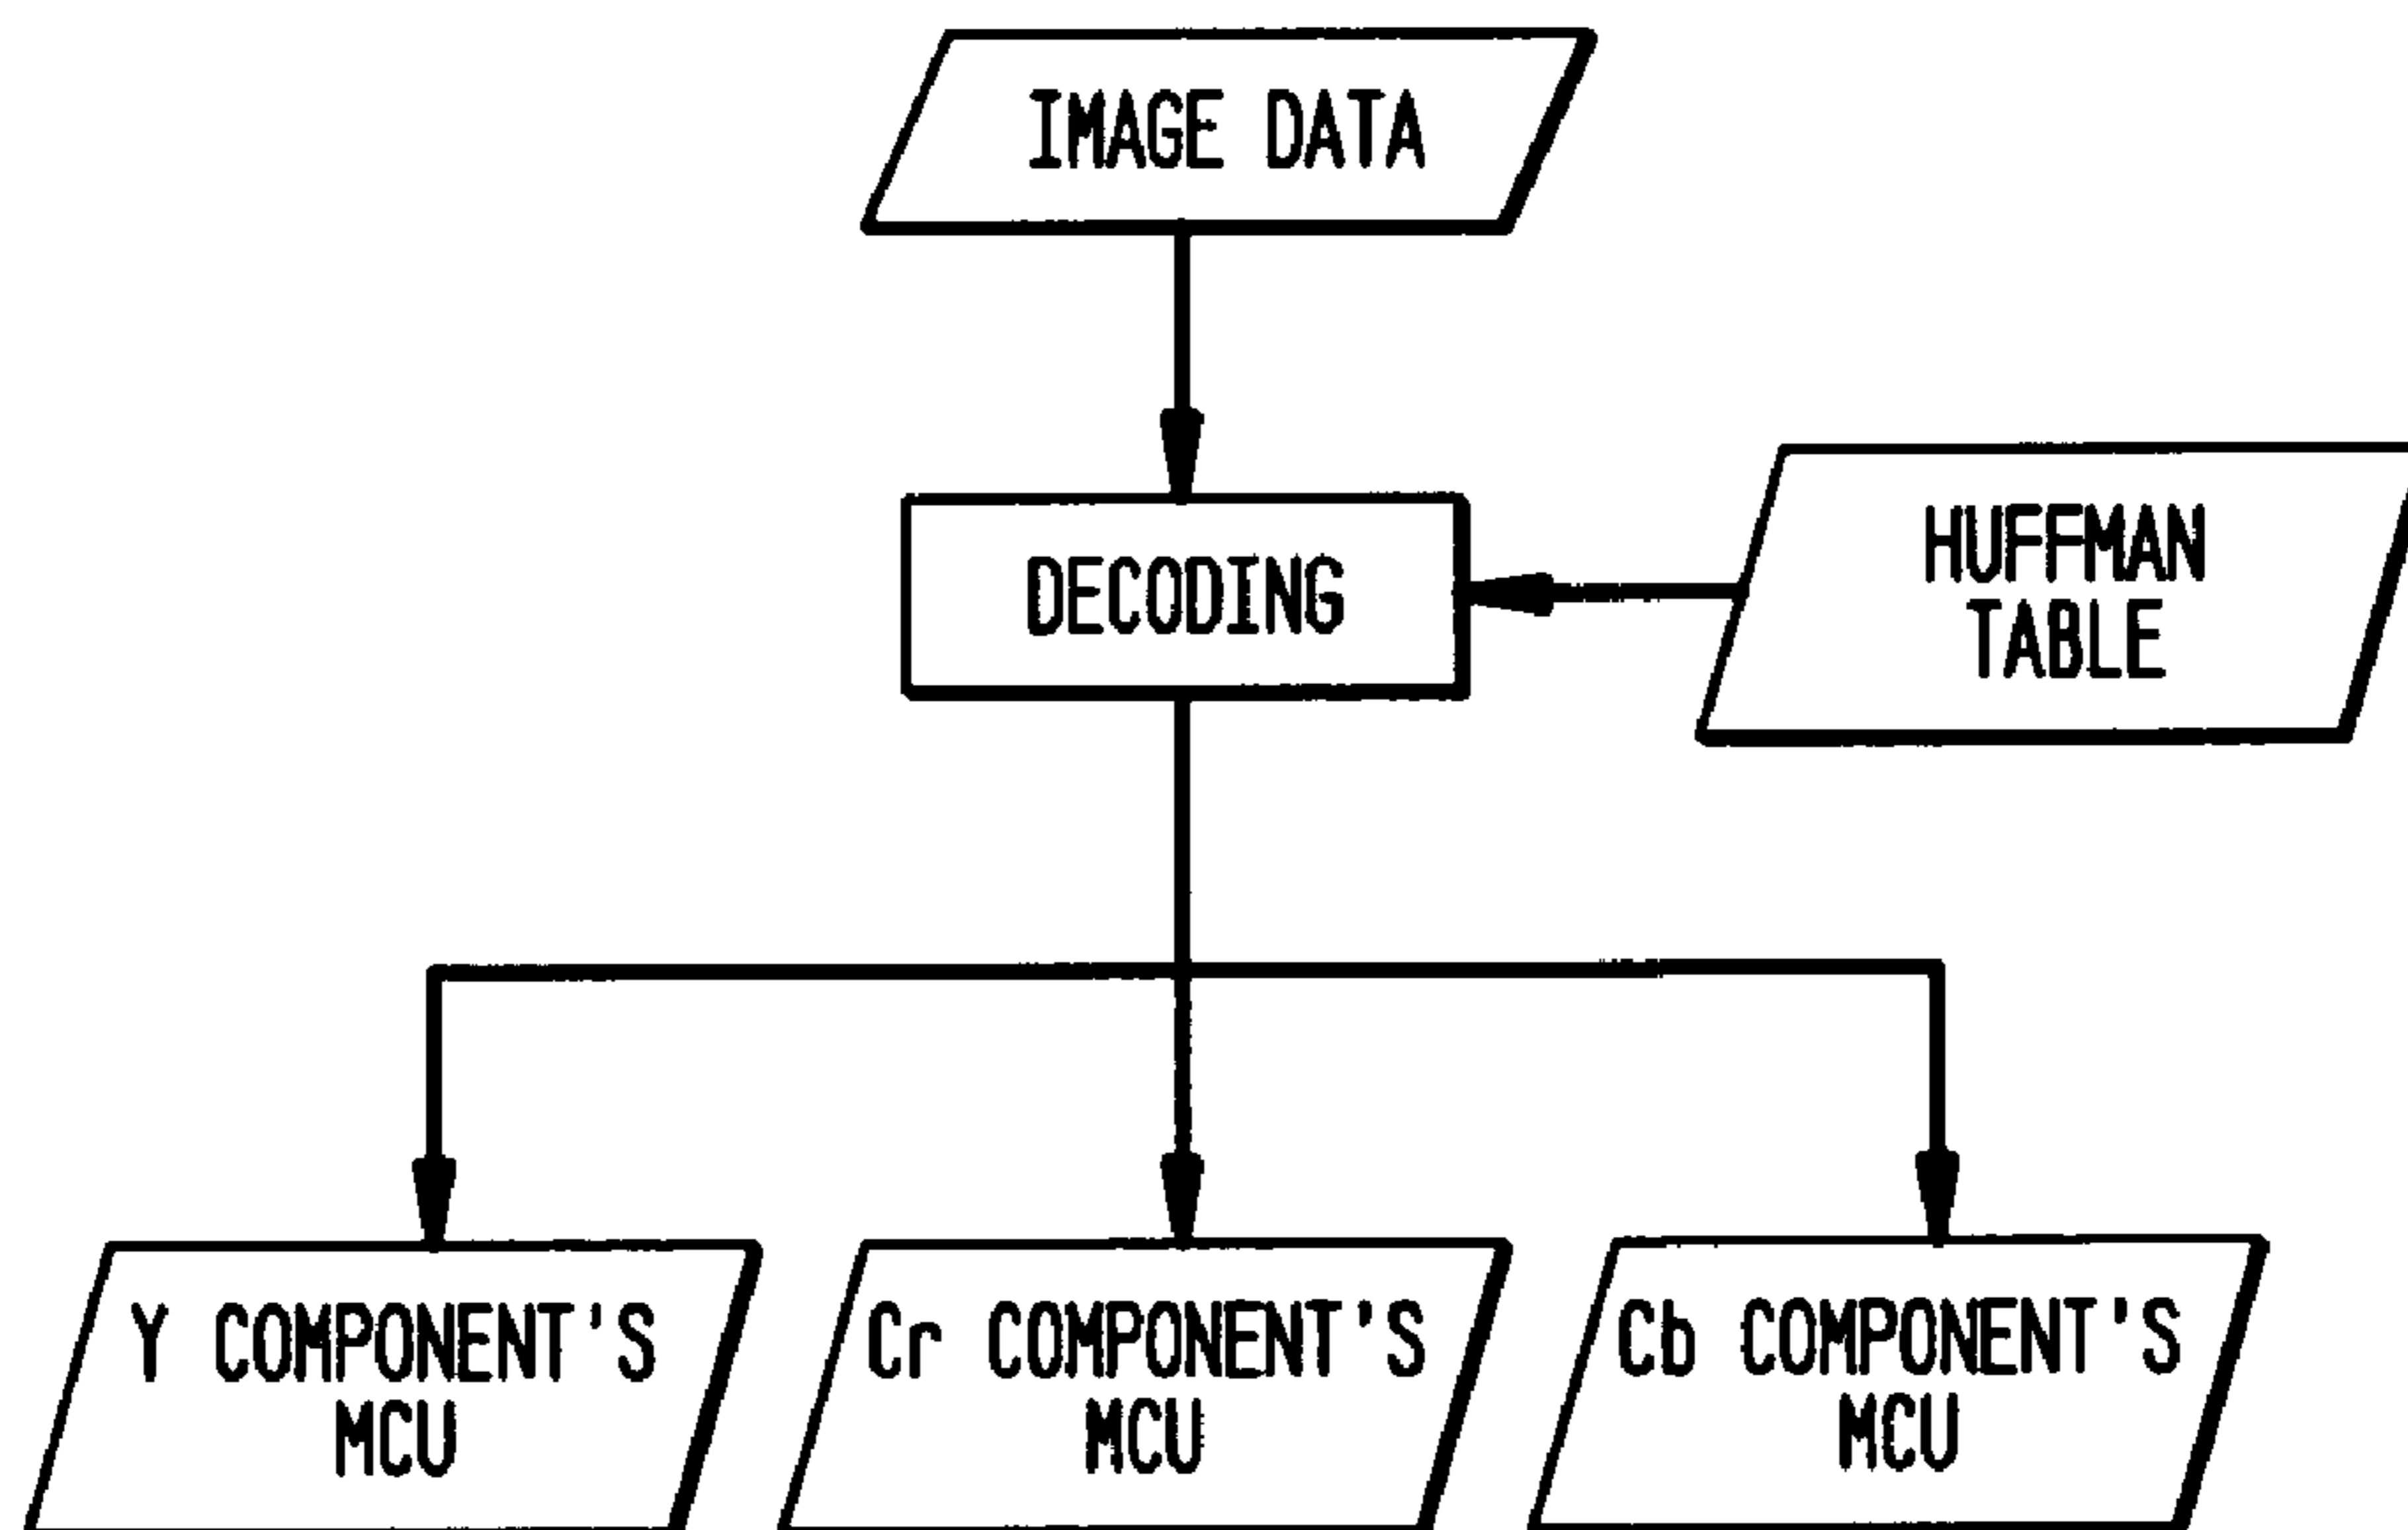 IMAGE DATA
DECODING
HUFFMAN
TABLE
Y COMPONENT'S
MCU
Cr COMPONENT'S
MCU
Cb COMPONENT'S
MCU